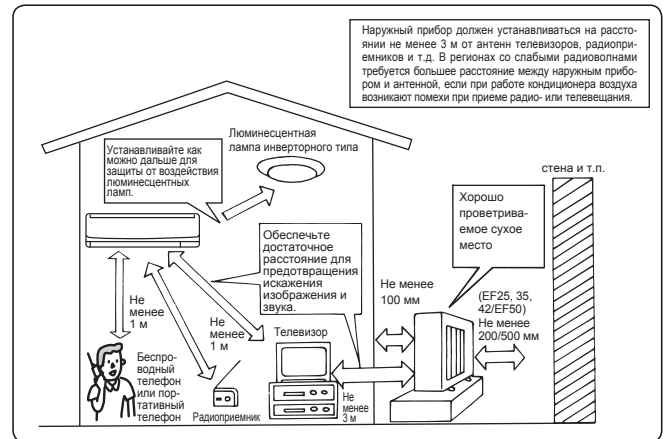 Наружный прибор должен устанавливаться на рассто-
янии не менее 3 м от антенн телевизоров, радиопри-
емников и т.д. В регионах со слабыми радиоволнами
требуется большее расстояние между наружным прибо-
ром и антенной, если при работе кондиционера воздуха
возникают помехи при приеме радио- или телевещания.
Люминесцентная
лампа инверторного типа
Устанавливайте как
можно дальше для
защиты от воздействия
люминесцентных
ламп.
стена и т.п.
Хорошо
проветрива-
емое сухое
место
Обеспечьте
достаточное
расстояние для
предотвращения
искажения
изображения и
звука.
Не менее
100 мм
(EF25, 35,
42/EF50)
Не менее
200/500 мм
Не
менее
1 м
Не
менее
1 м
Телевизор
Беспро-
водный
телефон
или пор-
тативный
телефон
Радиоприемник
Не
менее
3 м